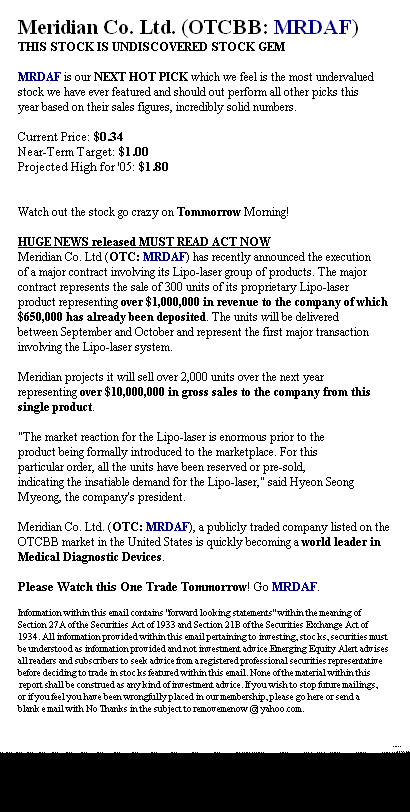 Meridian Co. Ltd. (OTCBB: MRDAF)
THIS STOCK IS UNDISCOVERED STOCK GEM
MRDAF is our NEXT HOT PICK which we feel is the most undervalued
stock we have ever featured and should out perform all other picks this
year based on their sales figures, incredibly solid numbers.
Current Price: $0.34
Near-Term Target: $1.00
Projected High for '05: $1.80
Watch out the stock go crazy on Tommorrow Morning!
HUGE NEWS released MUST READ ACT NOW
Meridian Co. Ltd (OTC: MRDAF) has recently announced the execution
of a major contract involving its Lipo-laser group of products. The major
contract represents the sale of 300 units of its proprietary Lipo-laser
product representing over $1,000,000 in revenue to the company of which
$650,000 has already been deposited. The units will be delivered
between September and October and represent the first major transaction
involving the Lipo-laser system.
Meridian projects it will sell over 2,000 units over the next year
representing over $10,000,000 in gross sales to the company from this
single product.
"The market reaction for the Lipo-laser is enormous prior to the
product being formally introduced to the marketplace. For this
particular order, all the units have been reserved or pre-sold,
indicating the insatiable demand for the Lipo-laser," said Hyeon Seong
Myeong, the company's president.
Meridian Co. Ltd. (OTC: MRDAF), a publicly traded company listed on the
OTCBB market in the United States is quickly becoming a world leader in
Medical Diagnostic Devices.
Please Watch this One Trade Tommorrow! Go MRDAF.
Information within this email contains "forward looking statements" within the meaning of
Section 27A of the Securities Act of 1933 and Section 21B of the Securities Exchange Act of
1934. All information provided within this email pertaining to investing, stocks, securities must
be understood as information provided and not investment advice.Emerging Equity Alert advises
all readers and subscribers to seek advice from a registered professional securities representative
before deciding to trade in stocks featured within this email. None of the material within this
report shall be construed as any kind of investment advice. If you wish to stop future mailings,
or if you feel you have been wrongfully placed in our membership, please go here or send a
blank e mail with No Thanks in the subject to removemenow @ yahoo.com.
....